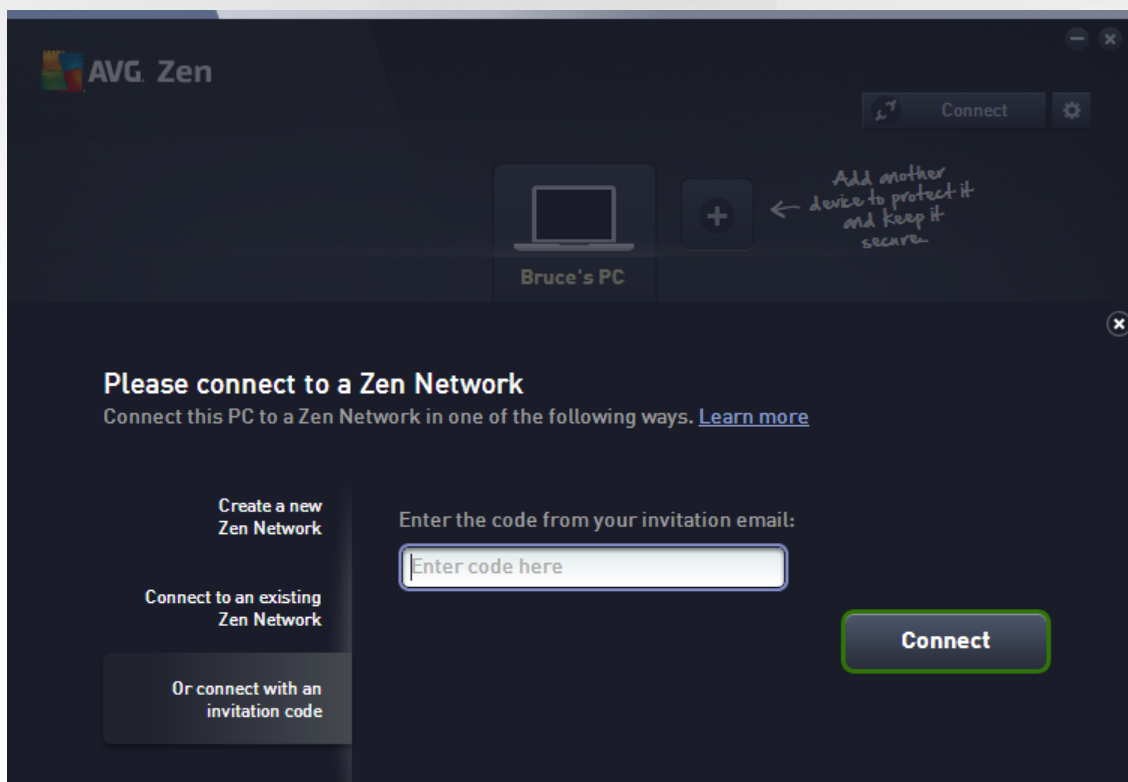 AVG. Zen
Connect
Add another
device to protect it
and keep it
secure...
Bruce's PC
Please connect to a Zen Network
Connect this PC to a Zen Network in one of the following ways. Learn more
Create a new
Zen Network
Enter the code from your invitation email:
Enter code here
Connect to an existing
Zen Network
Connect
Or connect with an
invitation code